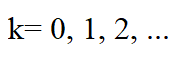 k= 0, 1, 2, ...